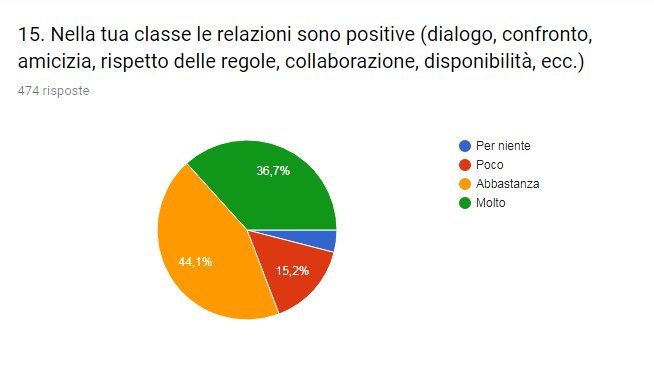 15. Nella tua classe le relazioni sono positive (dialogo, confronto,
amicizia, rispetto delle regole, collaborazione, disponibilità, ecc.)
474 risposte
36,7%
44,1%
15,2%
Per niente
Poco
Abbastanza
Molto